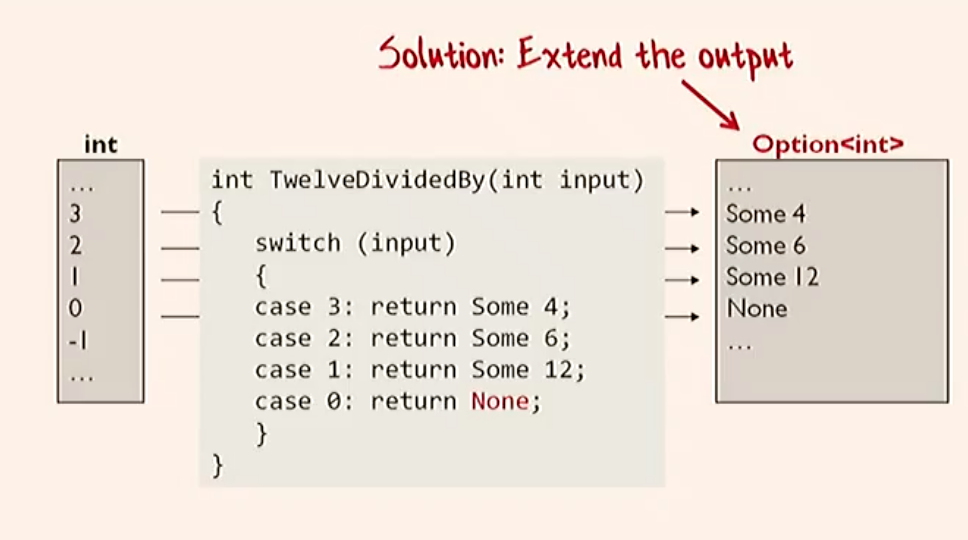 Solution: Extend the output
int
...
3
2
1
0
-1
...
int TwelveDividedBy(int input)
{
switch (input)
{
case 3: return Some 4;
case 2: return Some 6;
case 1: return Some 12;
case 0: return None;
}
}
Option<int>
...
Some 4
Some 6
Some 12
None
...